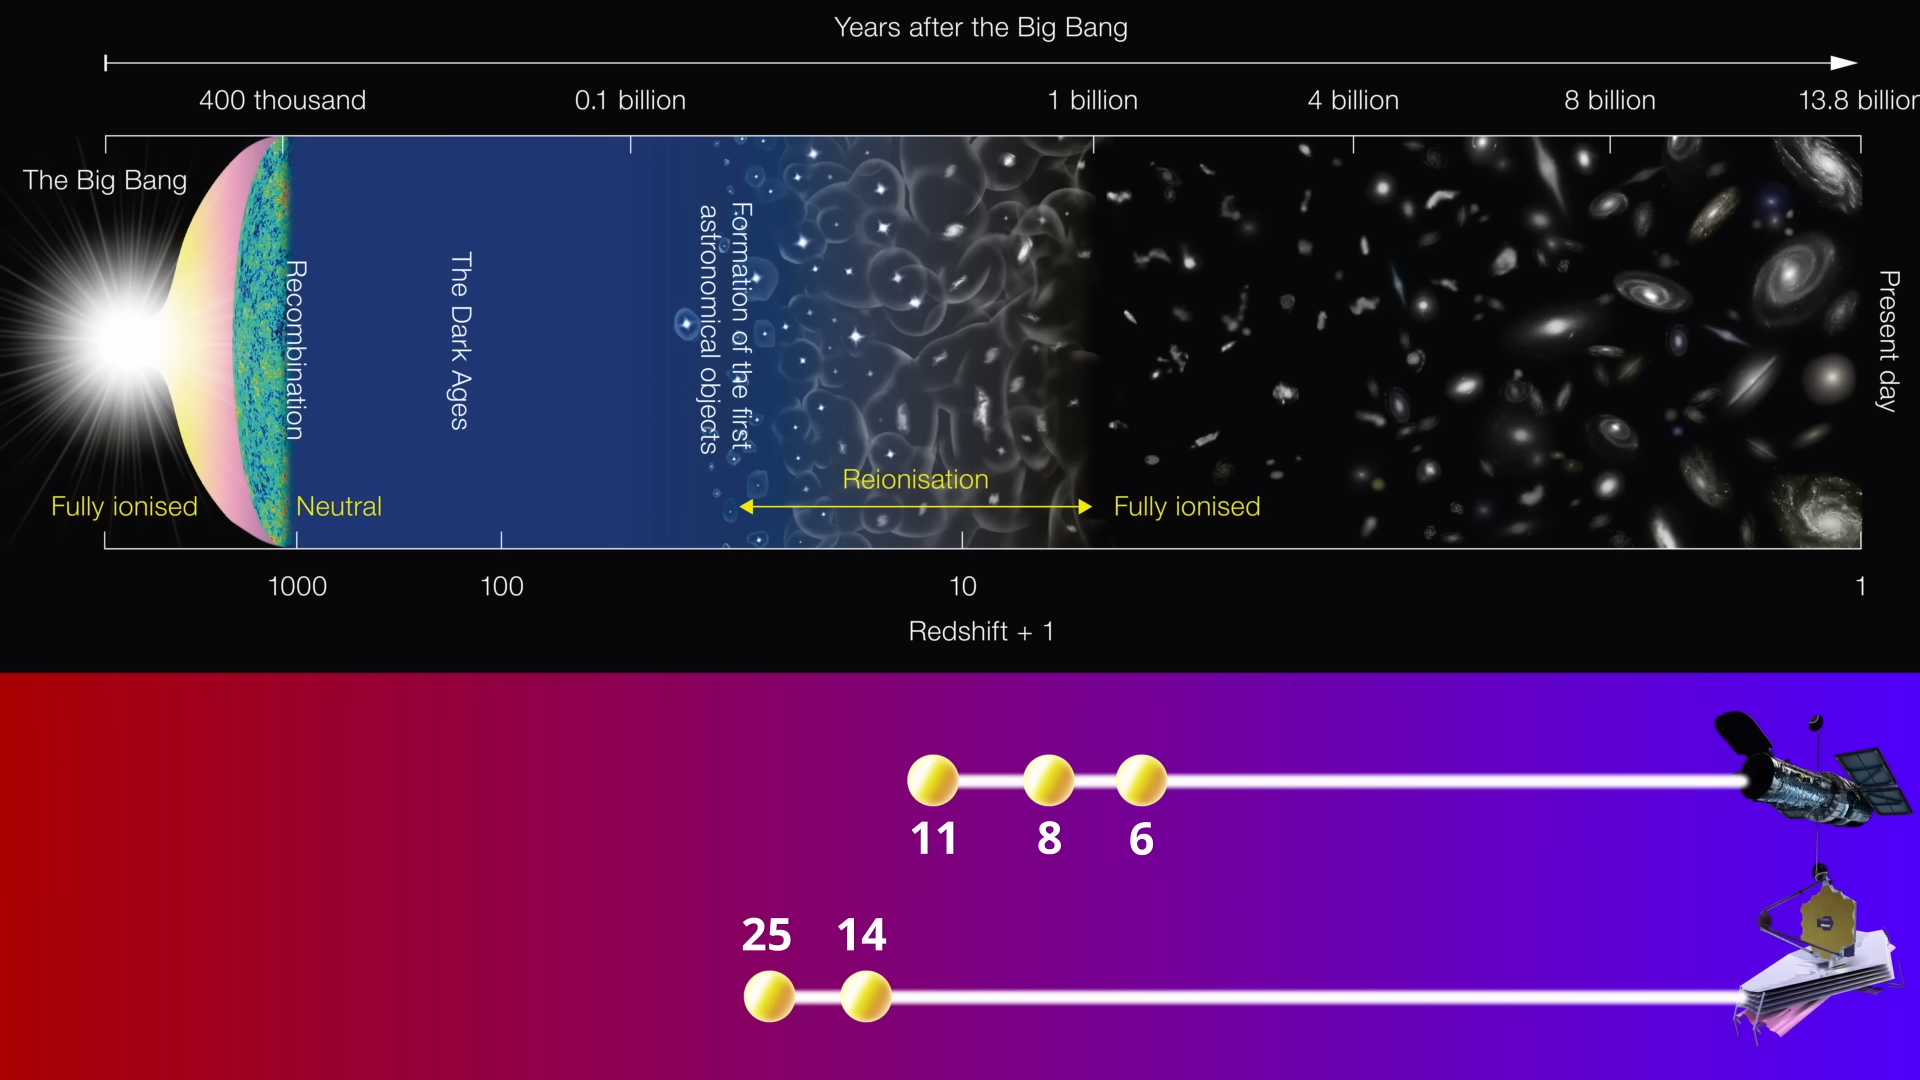 Years after the Big Bang
400 thousand 0.1 billion 1 billion 4 billion 8 billion 13.8 billion
The Big Bang
Recombination
The Dark Ages
Formation of the first
astronomical objects
Present day
Reionisation
Fully ionised Neutral Fully ionised
1000 100 10 1
Redshift + 1
11 8 6
25 14